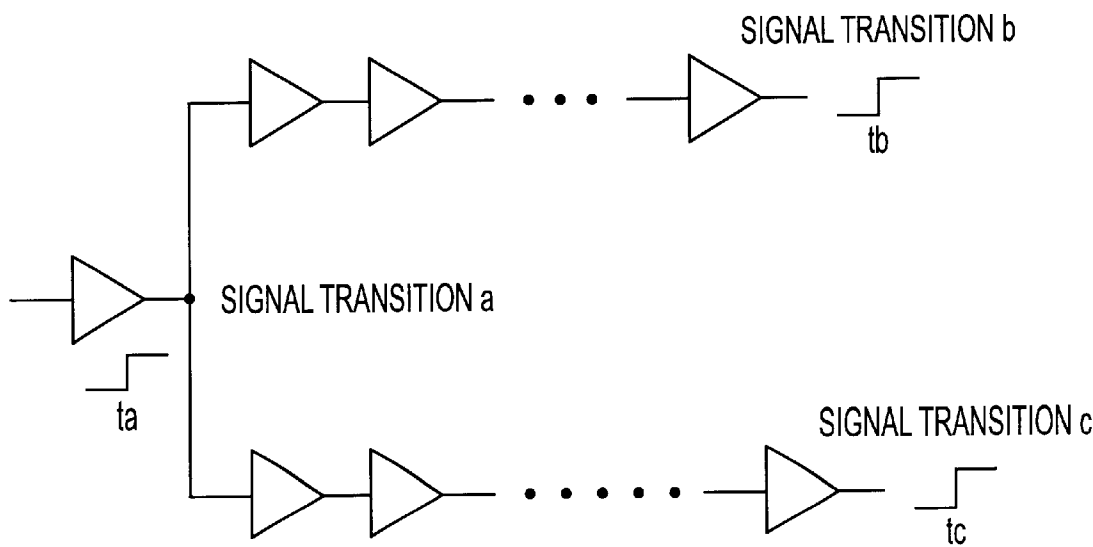 SIGNAL TRANSITION b
tb
SIGNAL TRANSITION a
ta
SIGNAL TRANSITION c
tc